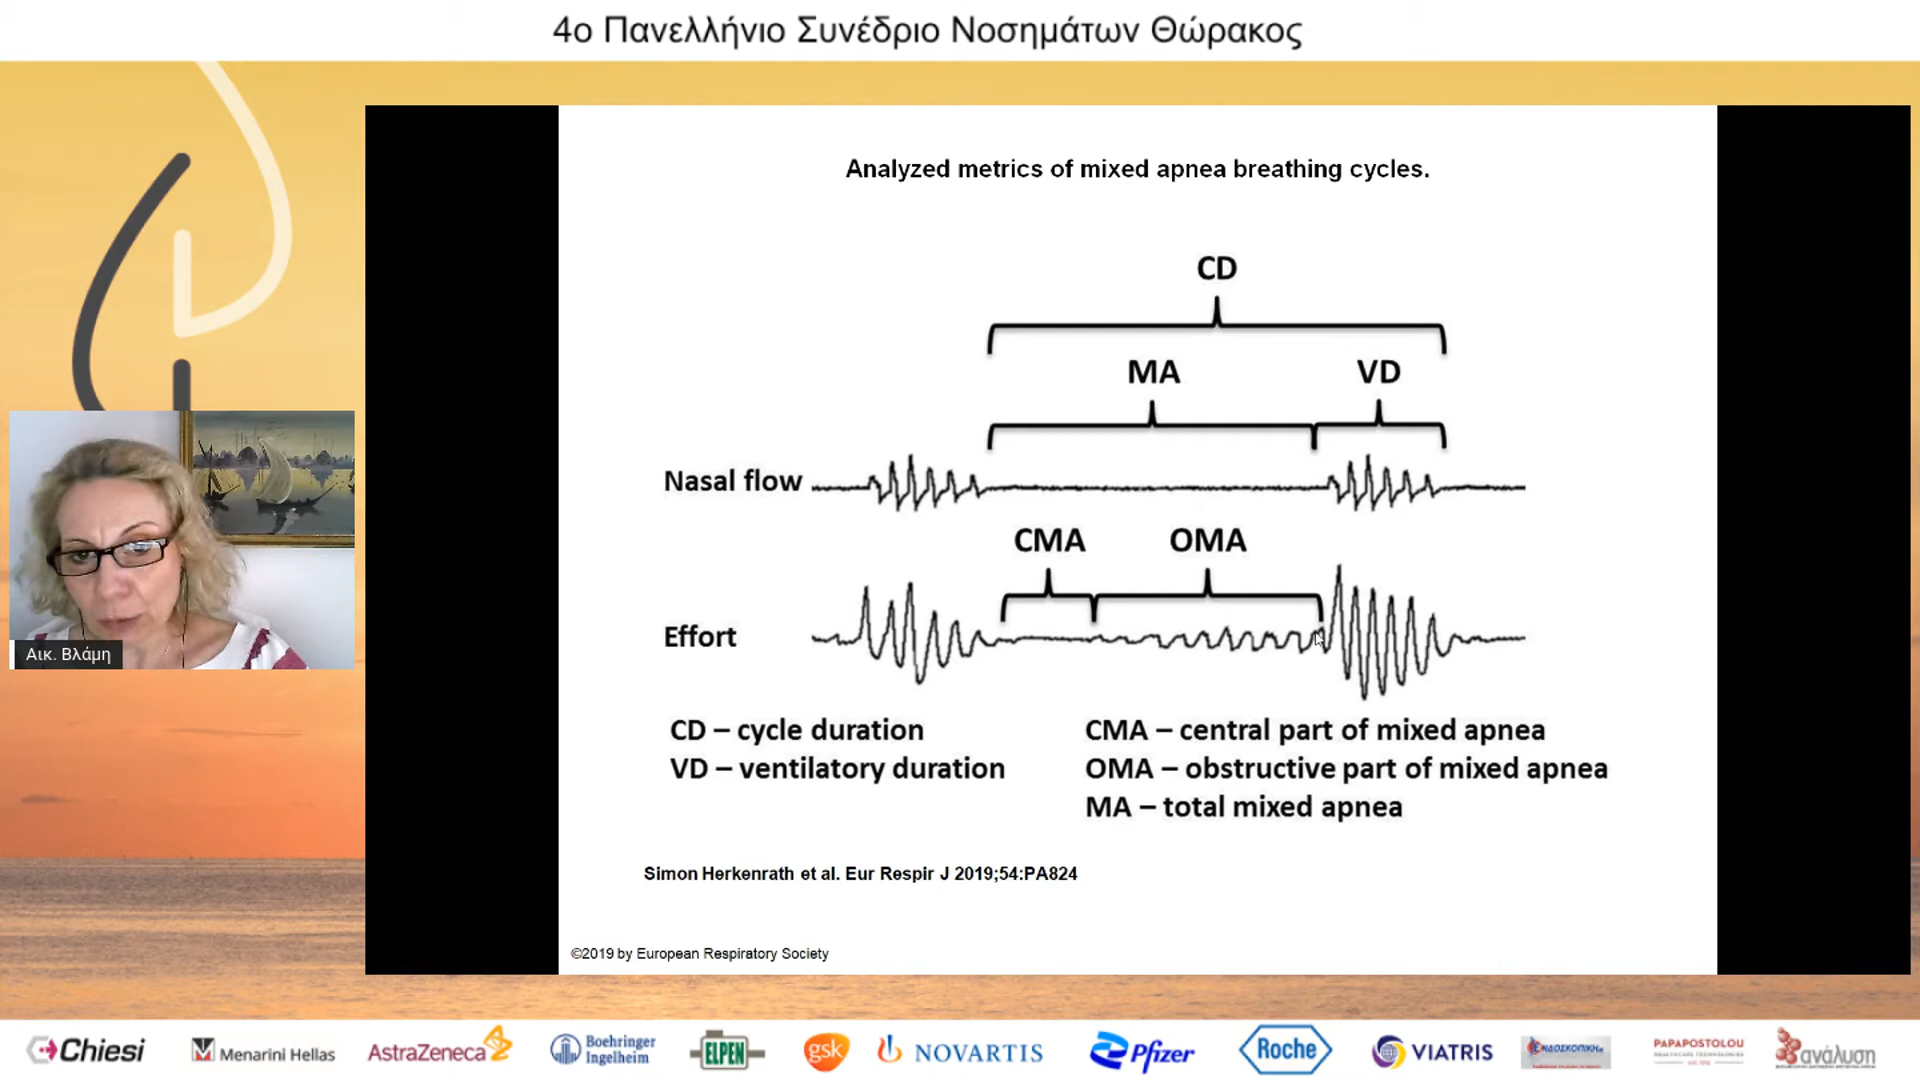 4ο Πανελλήνιο Συνέδριο Νοσημάτων Θώρακος
Analyzed metrics of mixed apnea breathing cycles.
CD
MA
VD
Nasal flow
CMA
OMA
Effort
Αικ. Βλάμη
CD – cycle duration
VD – ventilatory duration
CMA – central part of mixed apnea
OMA – obstructive part of mixed apnea
MA – total mixed apnea
Simon Herkenrath et al. Eur Respir J 2019;54:PA824
©2019 by European Respiratory Society
Chiesi
Menarini Hellas
AstraZeneca
Boehringer
Ingelheim
ELPEN
gsk
NOVARTIS
Pfizer
Roche
VIATRIS
ΕΝΔΟΣΚΟΠΙΚΗ
PAPAPOSTOLOU
HEALTHCARE TECHNOLOGIES
ανάλυση